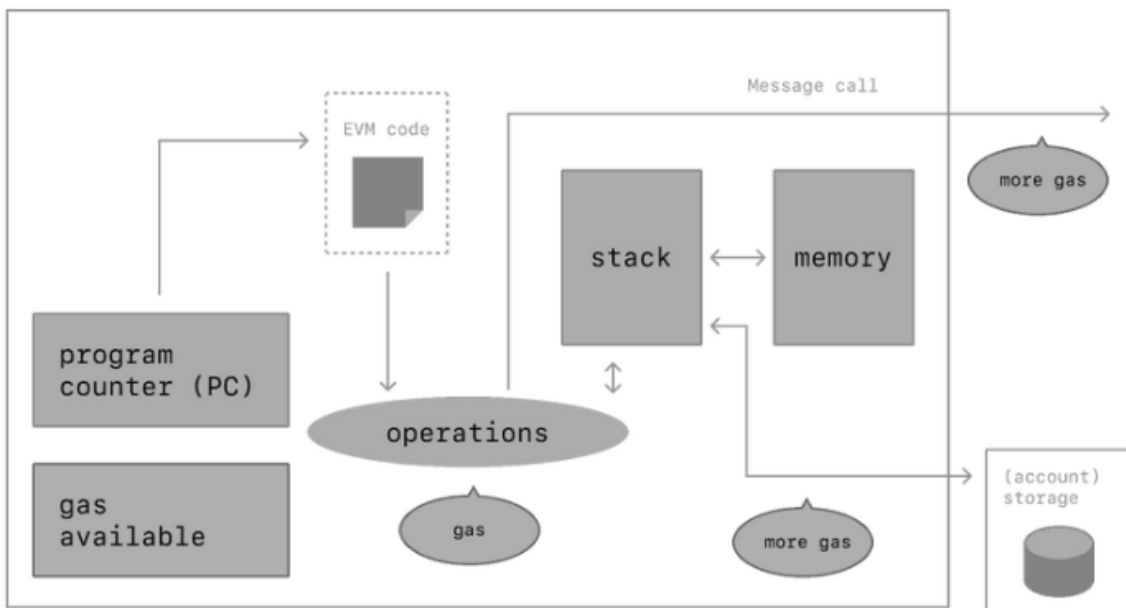 Message call
EVM code
more gas
stack
memory
program
counter (PC)
operations
gas
available
gas
more gas
(account)
storage